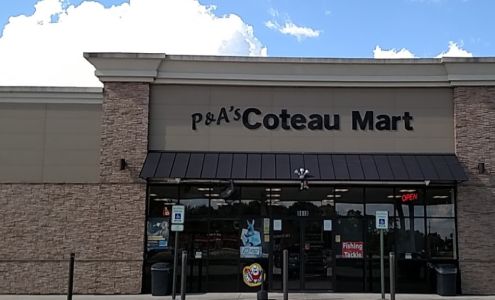 P&A's Coteau Mart
OPEN
Fishing
Tackle